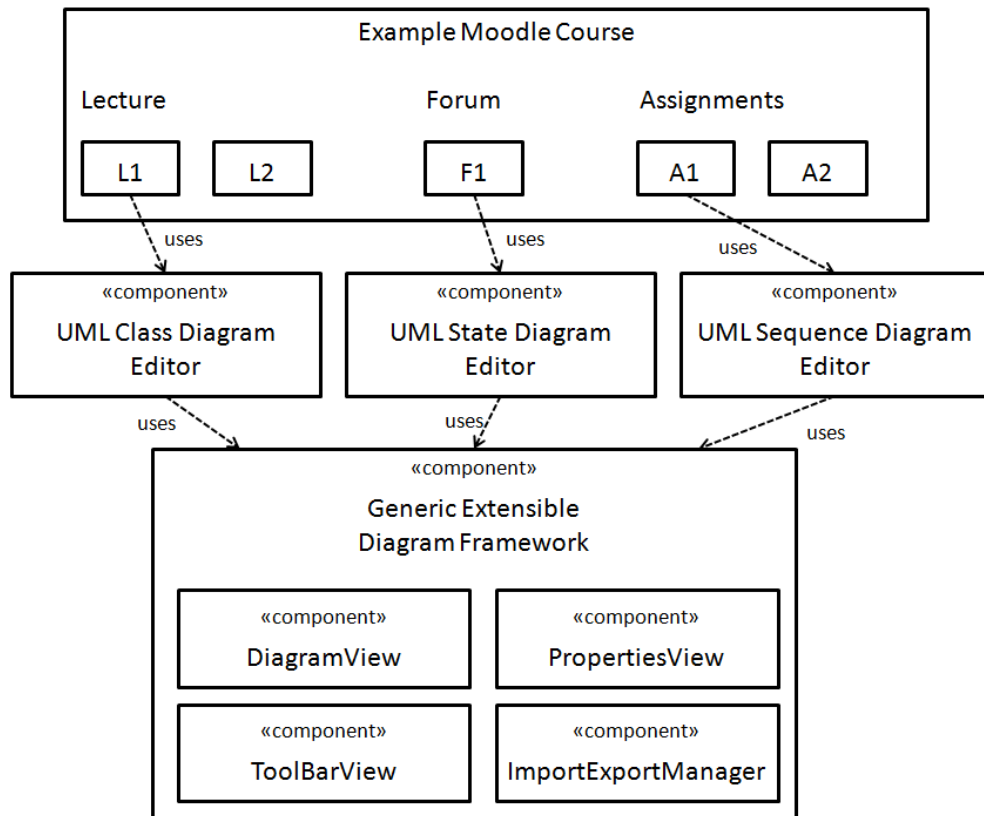 Example Moodle Course
Lecture
Forum
Assignments
L1
L2
F1
A1
A2
uses
uses
uses
«component»
UML Class Diagram
Editor
«component»
UML State Diagram
Editor
«component»
UML Sequence Diagram
Editor
uses
uses
uses
«component»
Generic Extensible
Diagram Framework
«component»
DiagramView
«component»
PropertiesView
«component»
ToolBarView
«component»
ImportExportManager